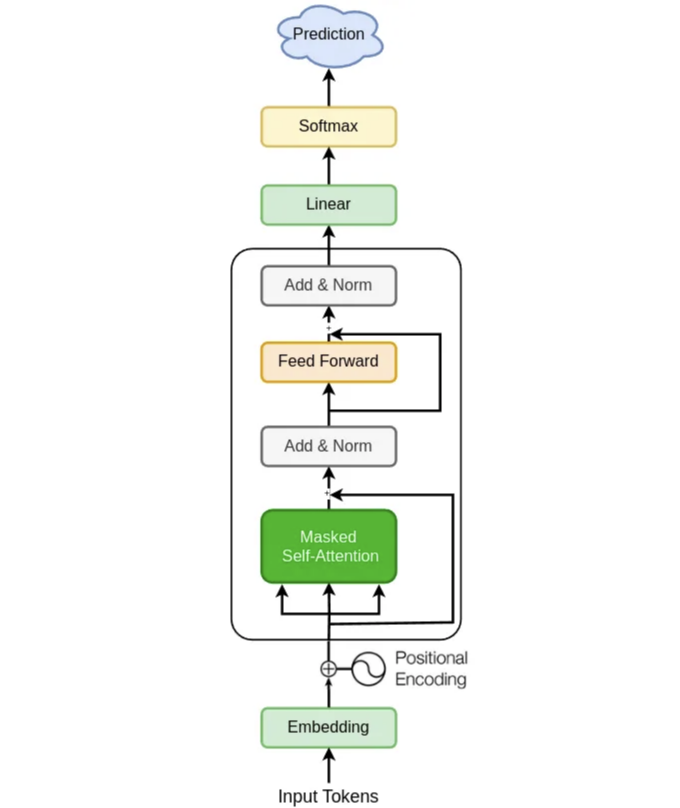 Prediction
Softmax
Linear
Add & Norm
+
Feed Forward
Add & Norm
+
Masked
Self-Attention
Positional
Encoding
Embedding
Input Tokens